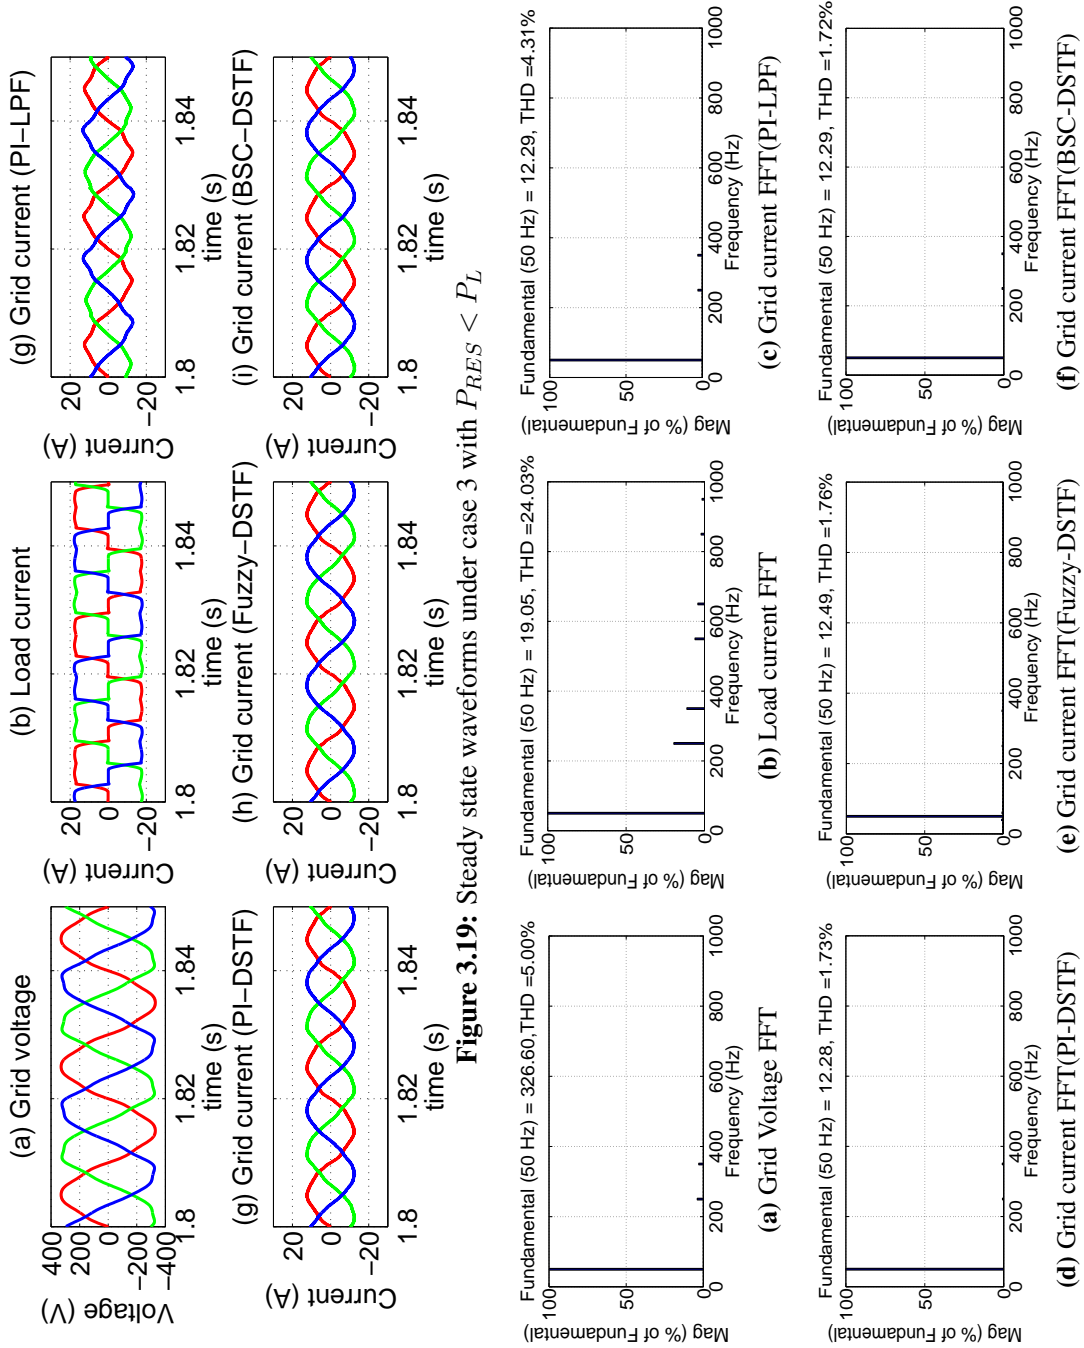 (a) Grid voltage
400
200
0
−200
−400
Voltage (V)
1.8
1.82
1.84
time (s)
(b) Load current
20
0
−20
Current (A)
1.8
1.82
1.84
time (s)
(g) Grid current (PI−LPF)
20
0
−20
Current (A)
1.8
1.82
1.84
time (s)
(g) Grid current (PI−DSTF)
20
0
−20
Current (A)
1.8
1.82
1.84
time (s)
(h) Grid current (Fuzzy−DSTF)
20
0
−20
Current (A)
1.8
1.82
1.84
time (s)
(i) Grid current (BSC−DSTF)
20
0
−20
Current (A)
1.8
1.82
1.84
time (s)
Figure 3.19: Steady state waveforms under case 3 with P_RES < P_L
Fundamental (50 Hz) = 326.60,THD =5.00%
100
50
0
Mag (% of Fundamental)
0
200
400
600
800
1000
Frequency (Hz)
(a) Grid Voltage FFT
Fundamental (50 Hz) = 19.05, THD =24.03%
100
50
0
Mag (% of Fundamental)
0
200
400
600
800
1000
Frequency (Hz)
(b) Load current FFT
Fundamental (50 Hz) = 12.29, THD =4.31%
100
50
0
Mag (% of Fundamental)
0
200
400
600
800
1000
Frequency (Hz)
(c) Grid current FFT(PI-LPF)
Fundamental (50 Hz) = 12.28, THD =1.73%
100
50
0
Mag (% of Fundamental)
0
200
400
600
800
1000
Frequency (Hz)
(d) Grid current FFT(PI-DSTF)
Fundamental (50 Hz) = 12.49, THD =1.76%
100
50
0
Mag (% of Fundamental)
0
200
400
600
800
1000
Frequency (Hz)
(e) Grid current FFT(Fuzzy-DSTF)
Fundamental (50 Hz) = 12.29, THD =1.72%
100
50
0
Mag (% of Fundamental)
0
200
400
600
800
1000
Frequency (Hz)
(f) Grid current FFT(BSC-DSTF)